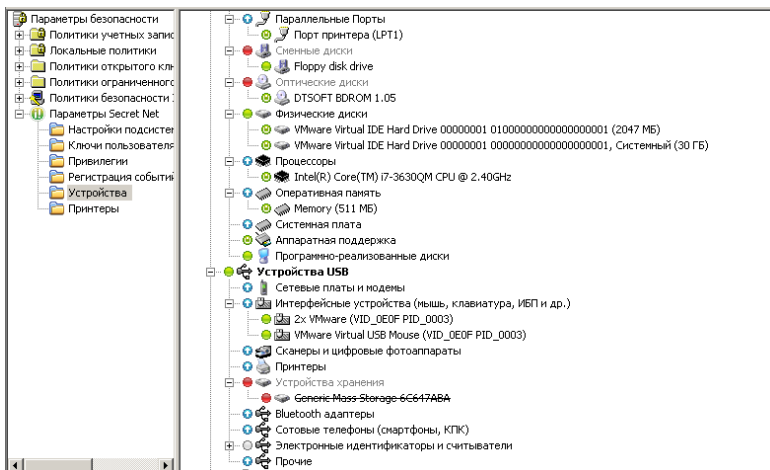 Параметры безопасности
Политики учетных запис
Локальные политики
Политики открытого клю
Политики ограниченного
Политики безопасности
Параметры Secret Net
Настройки подсистем
Ключи пользователя
Привилегии
Регистрация событий
Устройства
Принтеры
Параллельные Порты
Порт принтера (LPT1)
Сменные диски
Floppy disk drive
Оптические диски
DTSOFT BDROM 1.05
Физические диски
VMware Virtual IDE Hard Drive 00000001 01000000000000000001 (2047 МБ)
VMware Virtual IDE Hard Drive 00000001 00000000000000000001, Системный (30 ГБ)
Процессоры
Intel(R) Core(TM) i7-3630QM CPU @ 2.40GHz
Оперативная память
Memory (511 МБ)
Системная плата
Аппаратная поддержка
Программно-реализованные диски
Устройства USB
Сетевые платы и модемы
Интерфейсные устройства (мышь, клавиатура, ИБП и др.)
2x VMware (VID_0E0F PID_0003)
VMware Virtual USB Mouse (VID_0E0F PID_0003)
Сканеры и цифровые фотоаппараты
Принтеры
Устройства хранения
Generic Mass Storage 6C647ABA
Bluetooth адаптеры
Сотовые телефоны (смартфоны, КПК)
Электронные идентификаторы и считыватели
Прочие